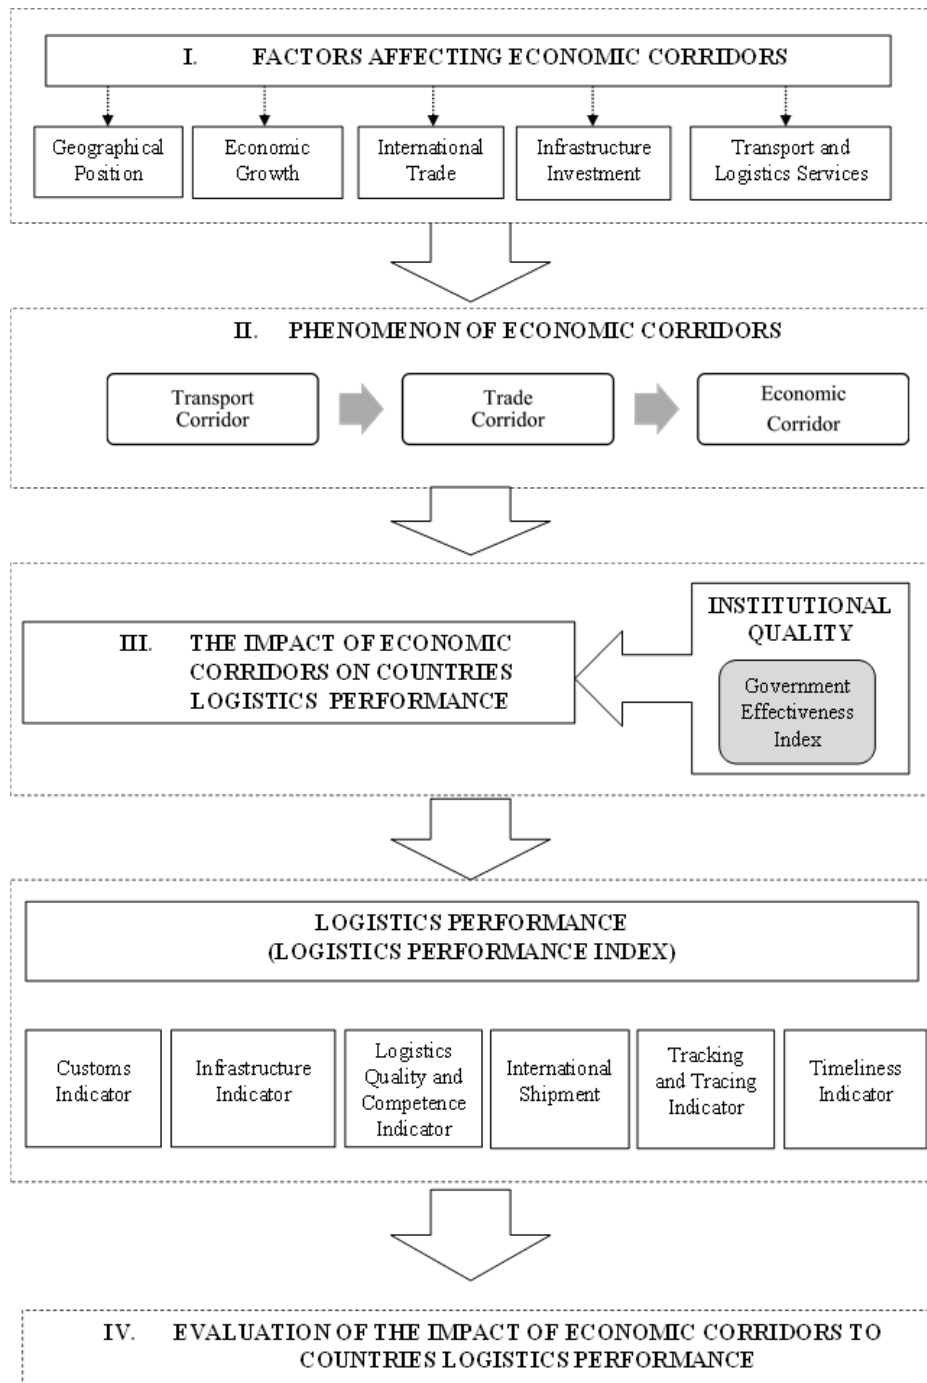 I. FACTORS AFFECTING ECONOMIC CORRIDORS
Geographical
Position
Economic
Growth
International
Trade
Infrastructure
Investment
Transport and
Logistics Services
II. PHENOMENON OF ECONOMIC CORRIDORS
Transport
Corridor
Trade
Corridor
Economic
Corridor
III. THE IMPACT OF ECONOMIC
CORRIDORS ON COUNTRIES
LOGISTICS PERFORMANCE
INSTITUTIONAL
QUALITY
Government
Effectiveness
Index
LOGISTICS PERFORMANCE
(LOGISTICS PERFORMANCE INDEX)
Customs
Indicator
Infrastructure
Indicator
Logistics
Quality and
Competence
Indicator
International
Shipment
Tracking
and Tracing
Indicator
Timeliness
Indicator
IV. EVALUATION OF THE IMPACT OF ECONOMIC CORRIDORS TO
COUNTRIES LOGISTICS PERFORMANCE